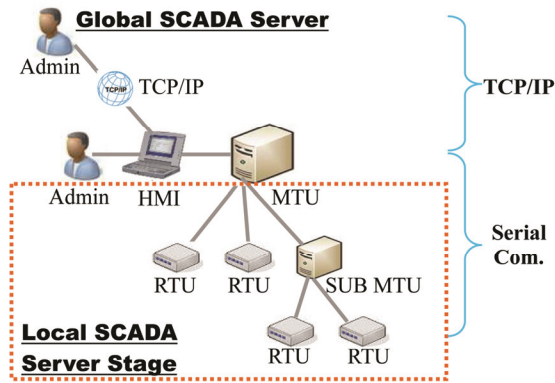 Global SCADA Server
Admin
TCP/IP
TCP/IP
TCP/IP
Admin
HMI
MTU
RTU
RTU
SUB MTU
Serial
Com.
RTU
RTU
Local SCADA
Server Stage